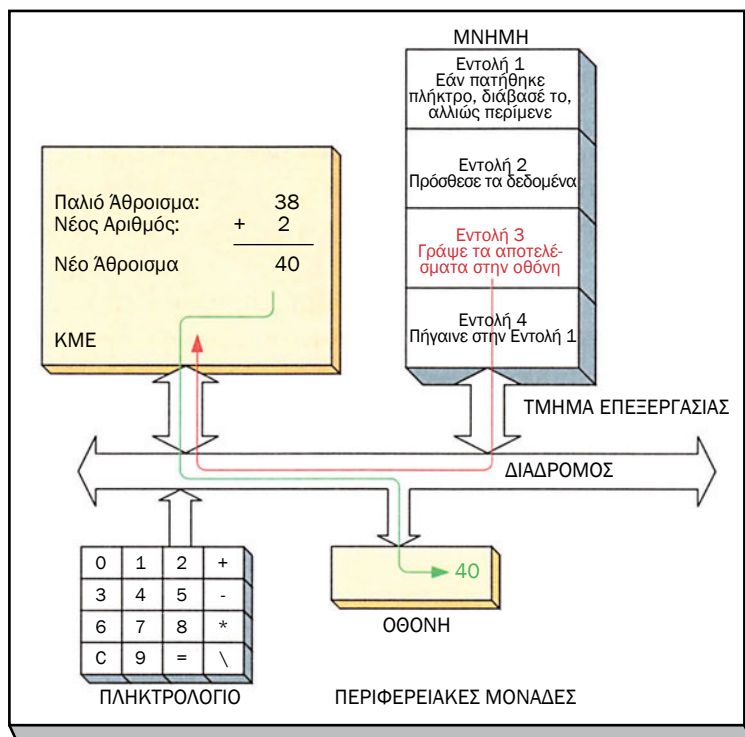 ΜΝΗΜΗ
Εντολή 1
Εάν πατήθηκε
πλήκτρο, διάβασέ το,
αλλιώς περίμενε
Εντολή 2
Πρόσθεσε τα δεδομένα
Εντολή 3
Γράψε τα αποτελέ-
σματα στην οθόνη
Εντολή 4
Πήγαινε στην Εντολή 1
Παλιό Άθροισμα: 38
Νέος Αριθμός: + 2
Νέο Άθροισμα 40
ΚΜΕ
ΤΜΗΜΑ ΕΠΕΞΕΡΓΑΣΙΑΣ
ΔΙΑΔΡΟΜΟΣ
0 1 2 +
3 4 5 -
6 7 8 *
C 9 = \
40
ΟΘΟΝΗ
ΠΛΗΚΤΡΟΛΟΓΙΟ
ΠΕΡΙΦΕΡΕΙΑΚΕΣ ΜΟΝΑΔΕΣ